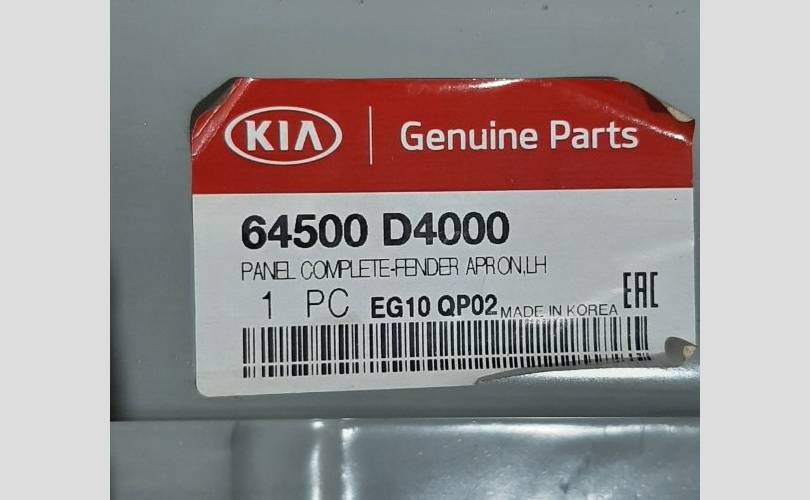 KIA Genuine Parts
64500 D4000
PANEL COMPLETE-FENDER APRON,LH
1 PC EG10 QP02 MADE IN KOREA EAC